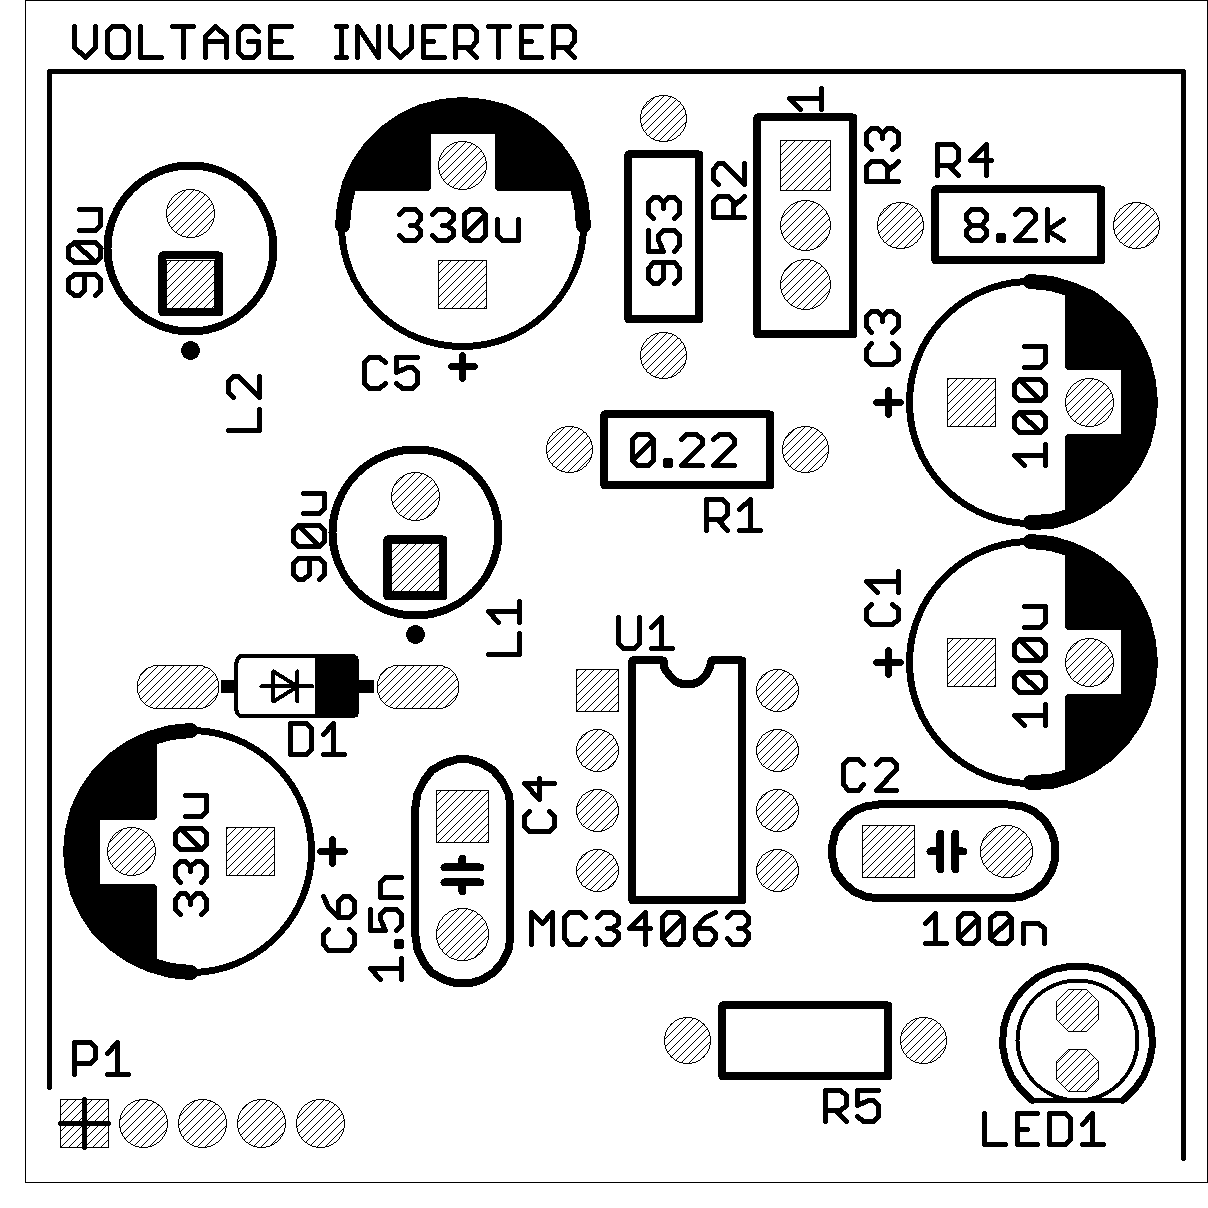 VOLTAGE INVERTER
1
R3
R4
R2
953
8.2k
90u
330u
C5
L2
C3
100u
0.22
R1
90u
L1
C1
100u
U1
D1
C2
330u
C4
C6
1.5n
MC34063
100n
P1
R5
LED1